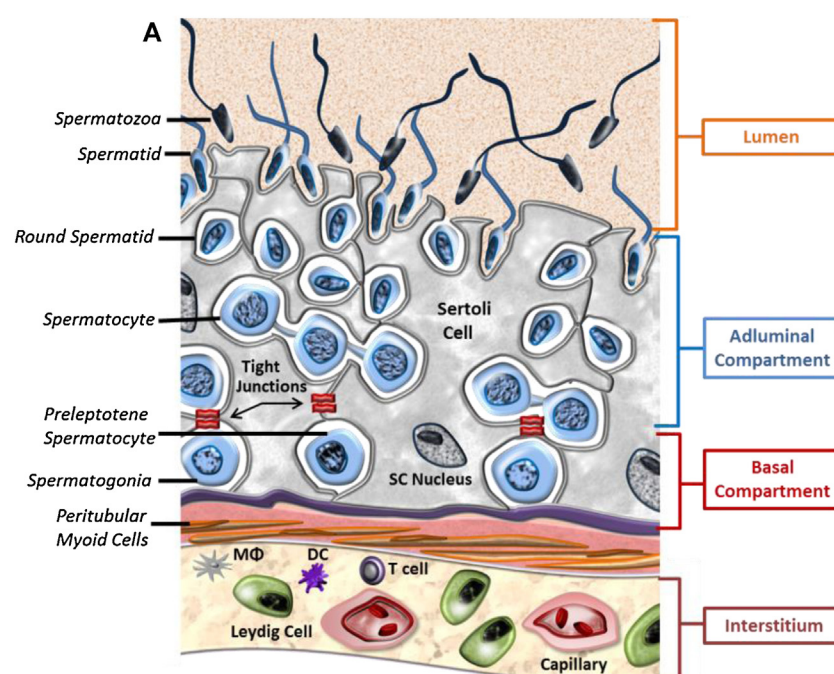 A
Spermatozoa
Spermatid
Lumen
Round Spermatid
Spermatocyte
Sertoli
Cell
Adluminal
Compartment
Tight
Junctions
Preleptotene
Spermatocyte
Spermatogonia
SC Nucleus
Basal
Compartment
Peritubular
Myoid Cells
MΦ
DC
T cell
Leydig Cell
Capillary
Interstitium